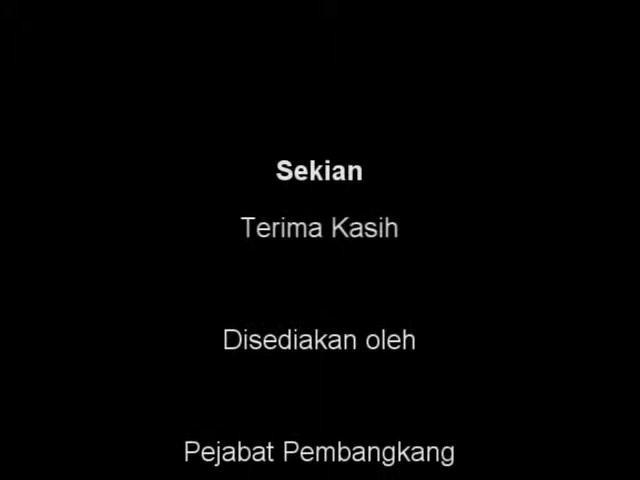 Sekian
Terima Kasih
Disediakan oleh
Pejabat Pembangkang